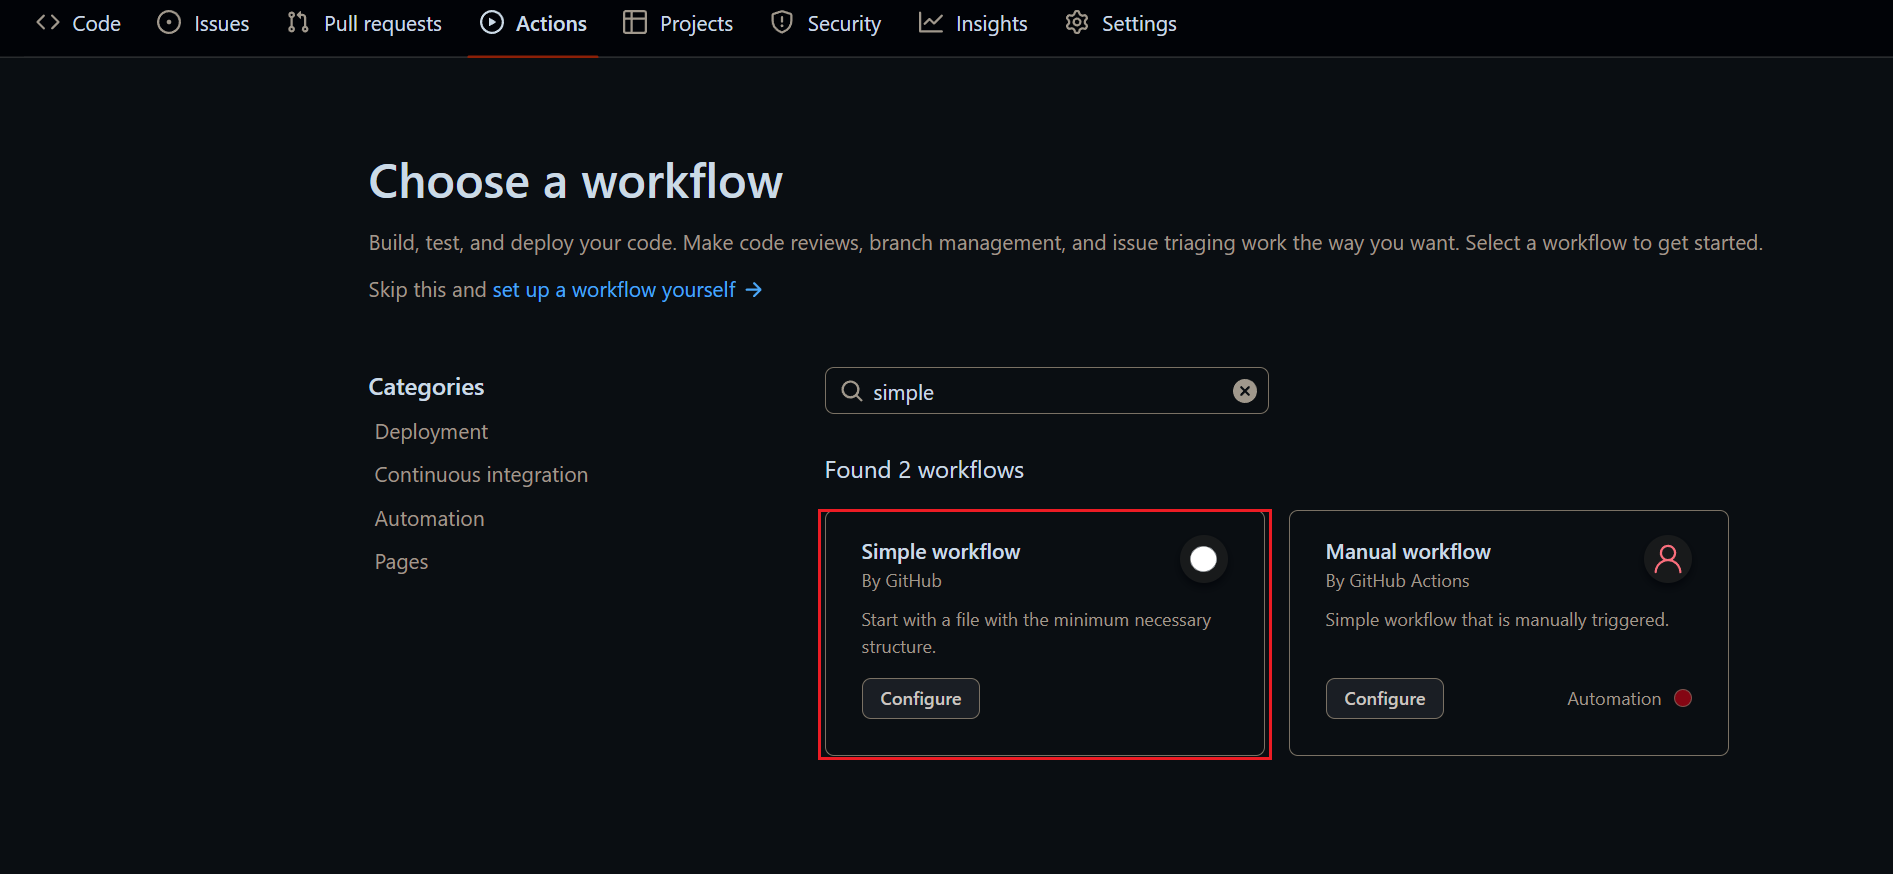 Code Issues Pull requests Actions Projects Security Insights Settings
Choose a workflow
Build, test, and deploy your code. Make code reviews, branch management, and issue triaging work the way you want. Select a workflow to get started.
Skip this and set up a workflow yourself →
Categories
Deployment
Continuous integration
Automation
Pages
simple
Found 2 workflows
Simple workflow
By GitHub
Start with a file with the minimum necessary
structure.
Configure
Manual workflow
By GitHub Actions
Simple workflow that is manually triggered.
Configure
Automation